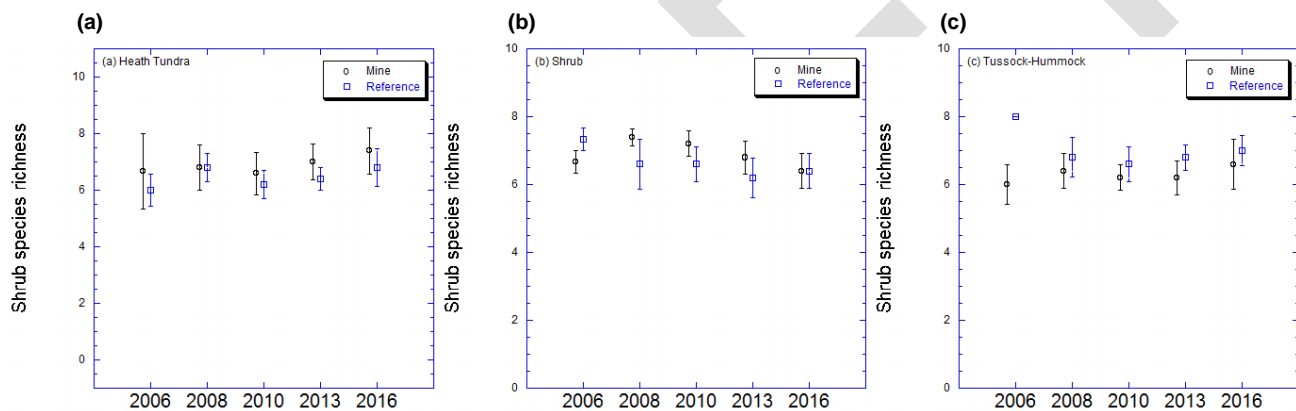 (a)
(a) Heath Tundra
Mine
Reference
Shrub species richness
10
8
6
4
2
0
2006 2008 2010 2013 2016
(b)
(b) Shrub
Mine
Reference
Shrub species richness
10
8
6
4
2
0
2006 2008 2010 2013 2016
(c)
(c) Tussock-Hummock
Mine
Reference
Shrub species richness
10
8
6
4
2
0
2006 2008 2010 2013 2016